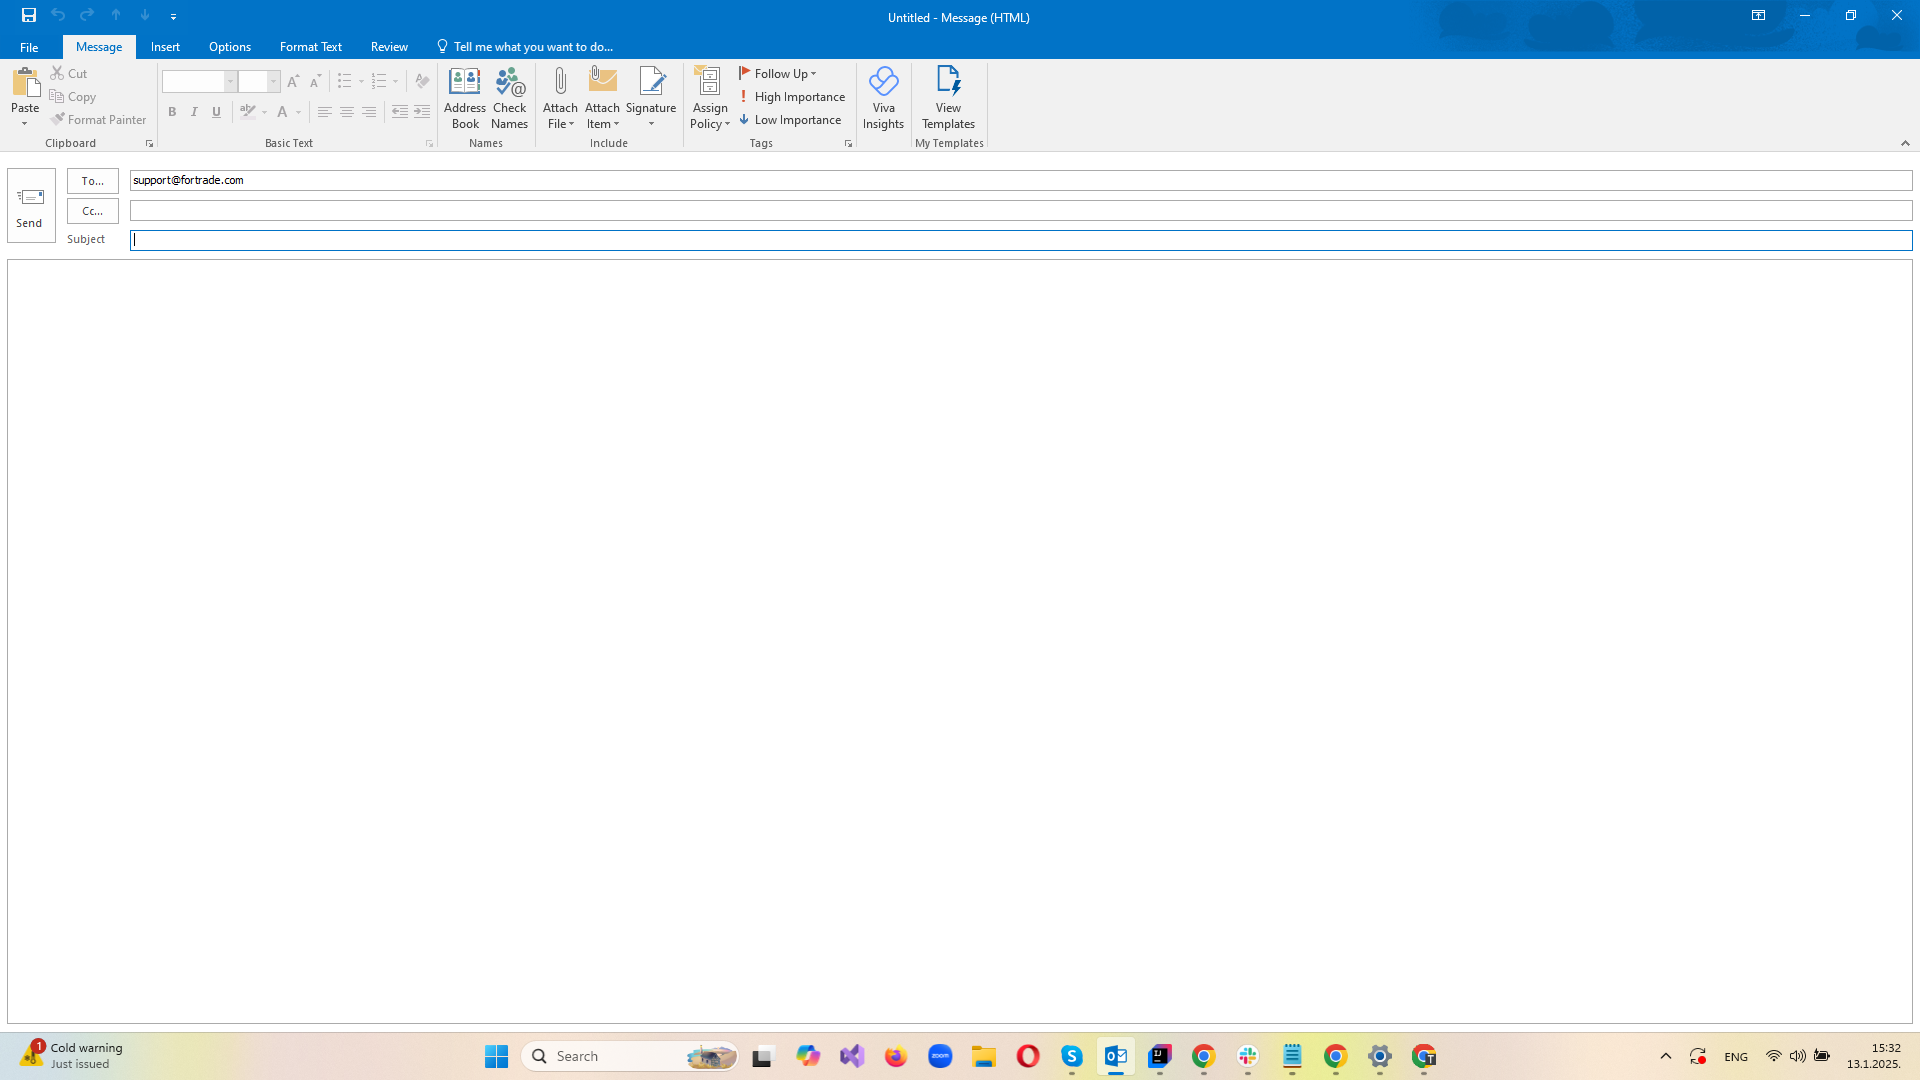 Untitled - Message (HTML)
File Message Insert Options Format Text Review Tell me what you want to do...
Paste
Cut
Copy
Format Painter
Clipboard
B I U
Basic Text
Address Book
Check Names
Names
Attach File
Attach Item
Signature
Include
Assign Policy
Follow Up
High Importance
Low Importance
Tags
Viva Insights
View Templates
My Templates
Send
To...
support@fortrade.com
Cc...
Subject
1
Cold warning
Just issued
Search
zoom
ENG
15:32
13.1.2025.